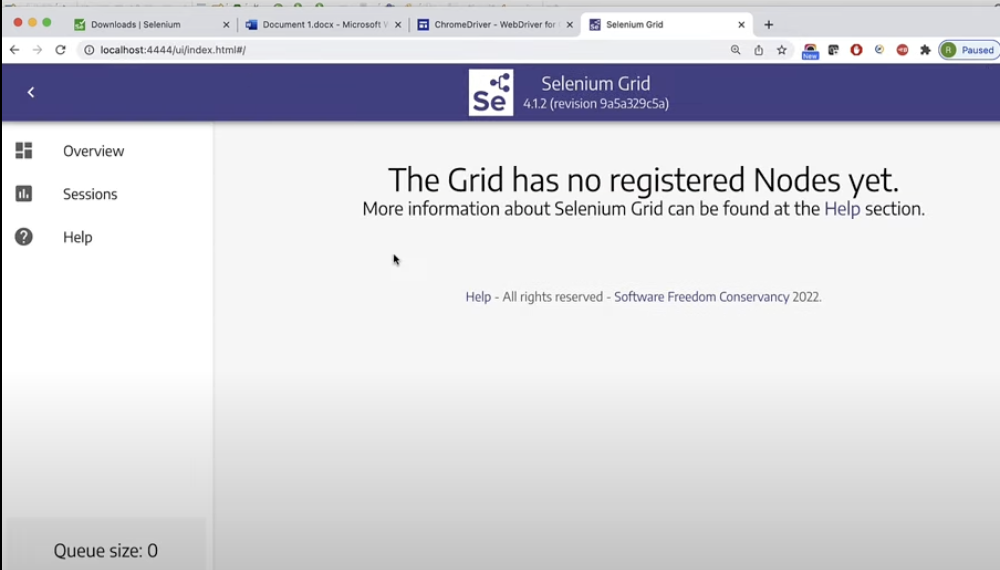 Downloads | Selenium
Document 1.docx - Microsoft
ChromeDriver - WebDriver for
Selenium Grid
localhost:4444/ui/index.html#/
New
R
Paused
Se
Selenium Grid
4.1.2 (revision 9a5a329c5a)
Overview
Sessions
Help
The Grid has no registered Nodes yet.
More information about Selenium Grid can be found at the Help section.
Help - All rights reserved - Software Freedom Conservancy 2022.
Queue size: 0